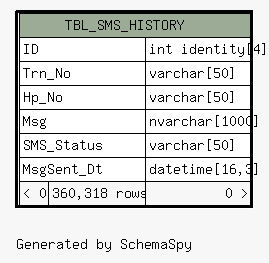 TBL_SMS_HISTORY
ID int identity[4]
Trn_No varchar[50]
Hp_No varchar[50]
Msg nvarchar[1000]
SMS_Status varchar[50]
MsgSent_Dt datetime[16,3]
< 0 360,318 rows 0 >
Generated by SchemaSpy